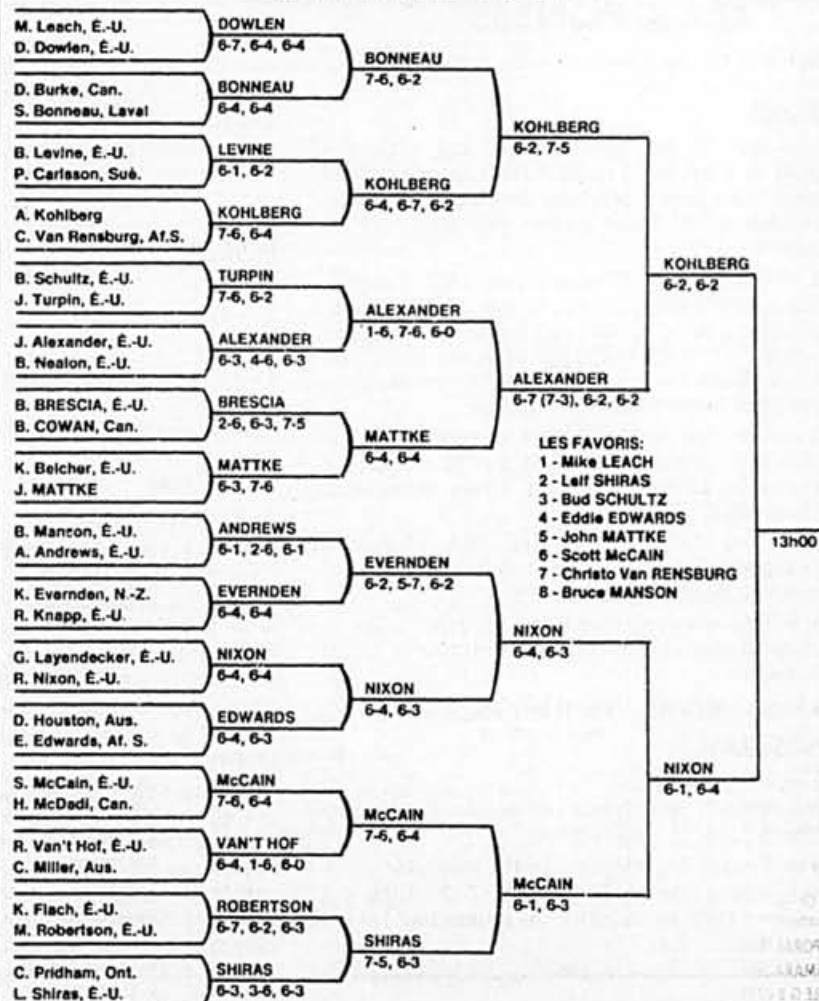 M. Leach, É.-U.
D. Dowlen, É.-U.
D. Burke, Can.
S. Bonneau, Laval
B. Levine, É.-U.
P. Carlsson, Suè.
A. Kohlberg
C. Van Rensburg, Af.S.
B. Schultz, É.-U.
J. Turpin, É.-U.
J. Alexander, É.-U.
B. Nealon, É.-U.
B. BRESCIA, É.-U.
B. COWAN, Can.
K. Belcher, É.-U.
J. MATTKE
B. Mancon, É.-U.
A. Andrews, É.-U.
K. Evernden, N.-Z.
R. Knapp, É.-U.
G. Layendecker, É.-U.
R. Nixon, É.-U.
D. Houston, Aus.
E. Edwards, Af. S.
S. McCain, É.-U.
H. McDadi, Can.
R. Van't Hof, É.-U.
C. Miller, Aus.
K. Flach, É.-U.
M. Robertson, É.-U.
C. Pridham, Ont.
L. Shiras, É.-U.
DOWLEN
6-7, 6-4, 6-4
BONNEAU
6-4, 6-4
LEVINE
6-1, 6-2
KOHLBERG
7-6, 6-4
TURPIN
7-6, 6-2
ALEXANDER
6-3, 4-6, 6-3
BRESCIA
2-6, 6-3, 7-5
MATTKE
6-3, 7-6
ANDREWS
6-1, 2-6, 6-1
EVERNDEN
6-4, 6-4
NIXON
6-4, 6-4
EDWARDS
6-4, 6-3
McCAIN
7-6, 6-4
VAN'T HOF
6-4, 1-6, 6-0
ROBERTSON
6-7, 6-2, 6-3
SHIRAS
6-3, 3-6, 6-3
BONNEAU
7-6, 6-2
KOHLBERG
6-4, 6-7, 6-2
ALEXANDER
1-6, 7-6, 6-0
MATTKE
6-4, 6-4
EVERNDEN
6-2, 5-7, 6-2
NIXON
6-4, 6-3
McCAIN
7-6, 6-4
SHIRAS
7-5, 6-3
KOHLBERG
6-2, 7-5
ALEXANDER
6-7 (7-3), 6-2, 6-2
NIXON
6-4, 6-3
McCAIN
6-1, 6-3
KOHLBERG
6-2, 6-2
NIXON
6-1, 6-4
13h00
LES FAVORIS:
1 - Mike LEACH
2 - Leif SHIRAS
3 - Bud SCHULTZ
4 - Eddie EDWARDS
5 - John MATTKE
6 - Scott McCAIN
7 - Christo Van RENSBURG
8 - Bruce MANSON